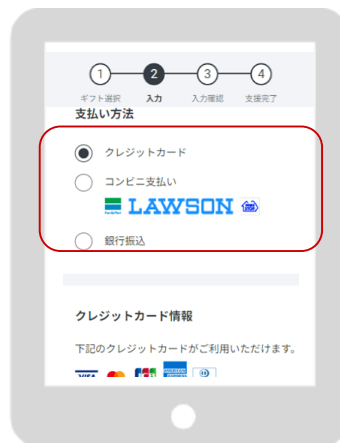 1 2 3 4
ギフト選択 入力 入力確認 支援完了
支払い方法
クレジットカード
コンビニ支払い
FamilyMart LAWSON
銀行振込
クレジットカード情報
下記のクレジットカードがご利用いただけます。
VISA JCB AMERICAN EXPRESS